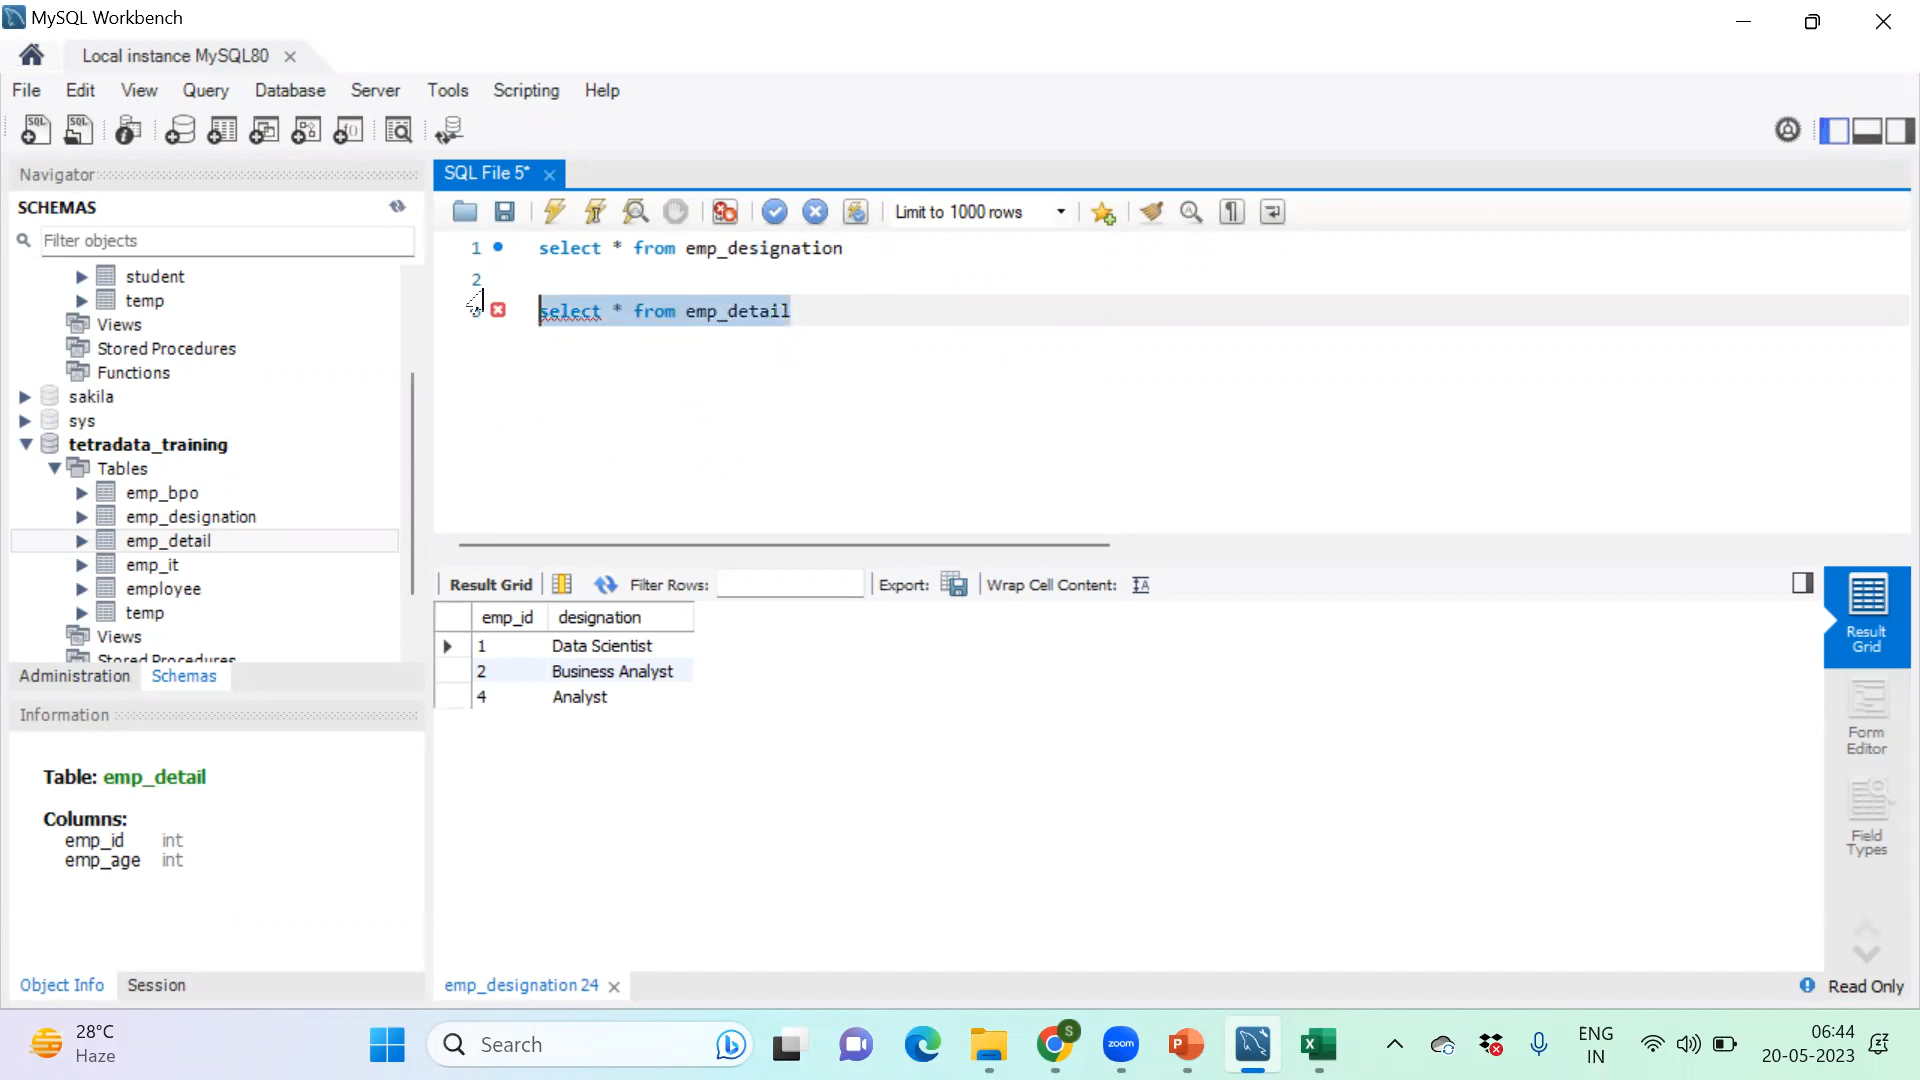 MySQL Workbench
Local instance MySQL80
File Edit View Query Database Server Tools Scripting Help
Navigator
SCHEMAS
Filter objects
student
temp
Views
Stored Procedures
Functions
sakila
sys
tetradata_training
Tables
emp_bpo
emp_designation
emp_detail
emp_it
employee
temp
Views
Stored Procedures
Administration Schemas
Information
Table: emp_detail
Columns:
emp_id int
emp_age int
Object Info Session
SQL File 5*
Limit to 1000 rows
1 select * from emp_designation
2
3 select * from emp_detail
Result Grid Filter Rows: Export: Wrap Cell Content:
emp_id designation
1 Data Scientist
2 Business Analyst
4 Analyst
Result
Grid
Form
Editor
Field
Types
emp_designation 24
Read Only
28°C
Haze
Search
S
zoom
ENG
IN
06:44
20-05-2023